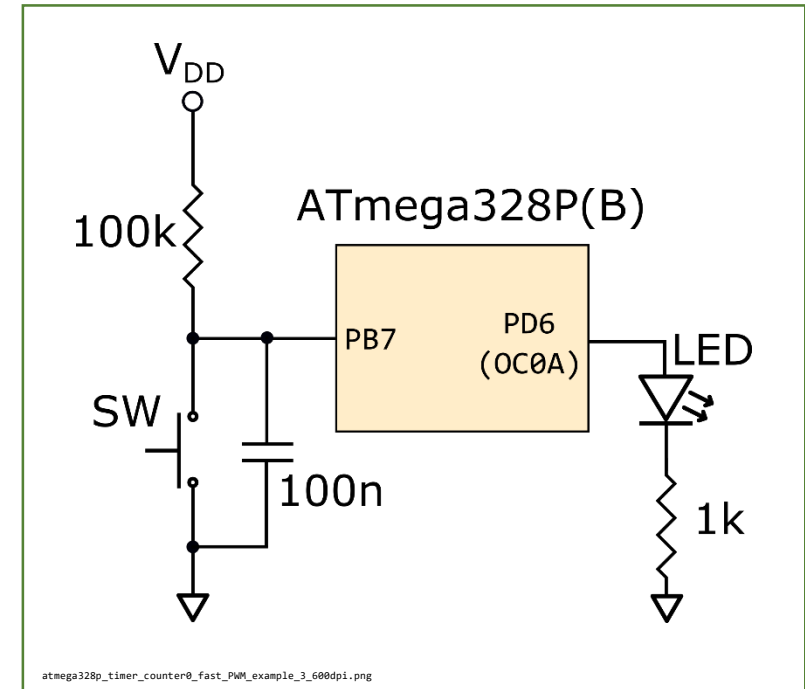 VDD
100k
ATmega328P(B)
PB7
PD6
(OC0A)
LED
SW
100n
1k
atmega328p_timer_counter0_fast_PWM_example_3_600dpi.png